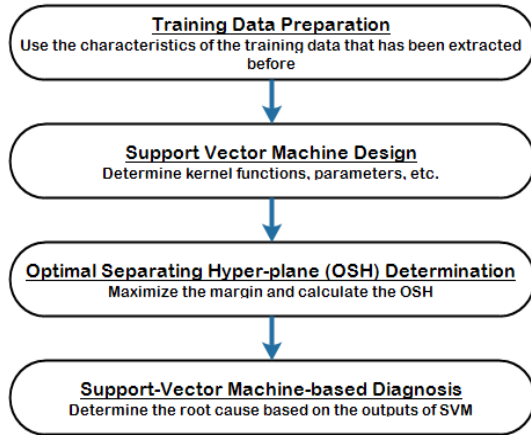 Training Data Preparation
Use the characteristics of the training data that has been extracted
before
Support Vector Machine Design
Determine kernel functions, parameters, etc.
Optimal Separating Hyper-plane (OSH) Determination
Maximize the margin and calculate the OSH
Support-Vector Machine-based Diagnosis
Determine the root cause based on the outputs of SVM